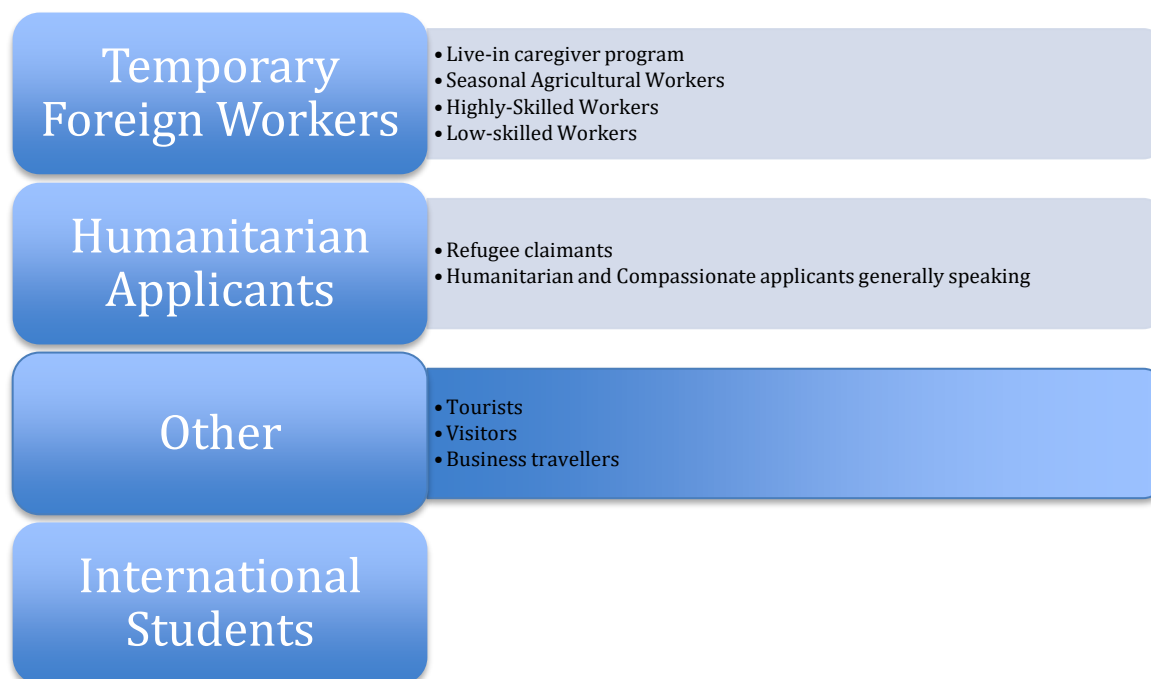 Temporary
Foreign Workers
• Live-in caregiver program
• Seasonal Agricultural Workers
• Highly-Skilled Workers
• Low-skilled Workers
Humanitarian
Applicants
• Refugee claimants
• Humanitarian and Compassionate applicants generally speaking
Other
• Tourists
• Visitors
• Business travellers
International
Students